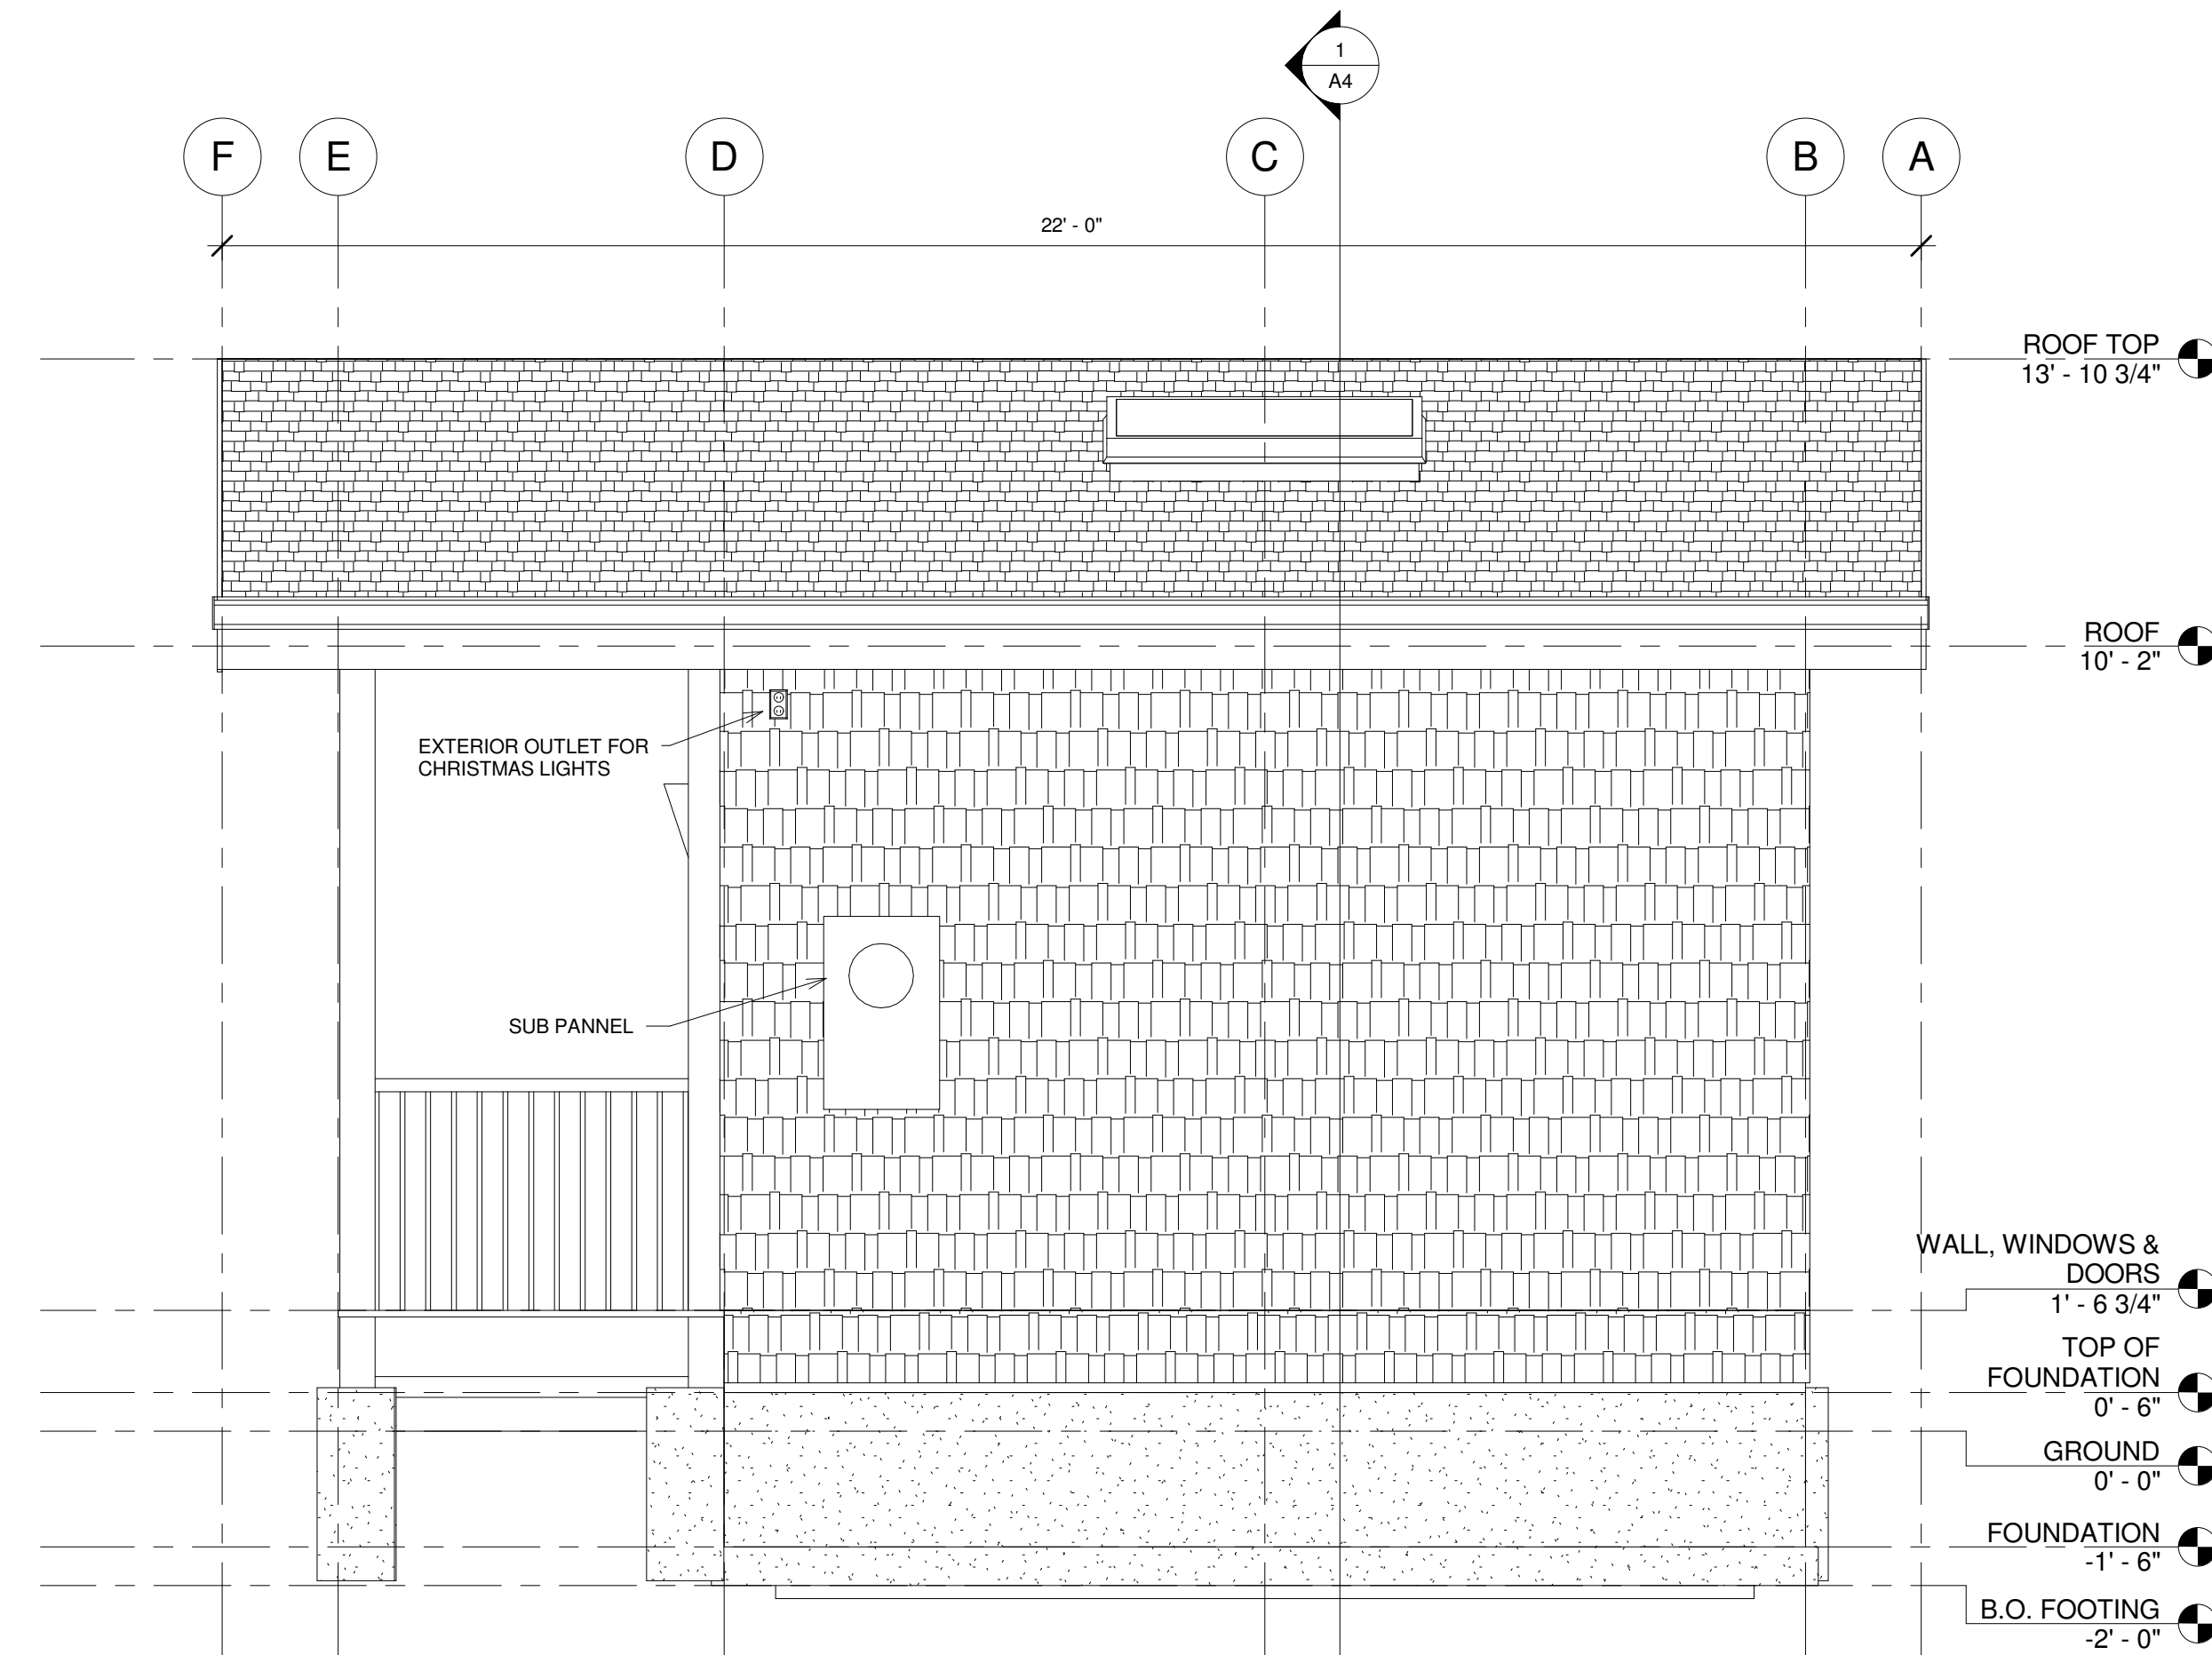 1
A4
F
E
D
C
B
A
22' - 0"
ROOF TOP
13' - 10 3/4"
ROOF
10' - 2"
EXTERIOR OUTLET FOR
CHRISTMAS LIGHTS
SUB PANNEL
WALL, WINDOWS &
DOORS
1' - 6 3/4"
TOP OF
FOUNDATION
0' - 6"
GROUND
0' - 0"
FOUNDATION
-1' - 6"
B.O. FOOTING
-2' - 0"